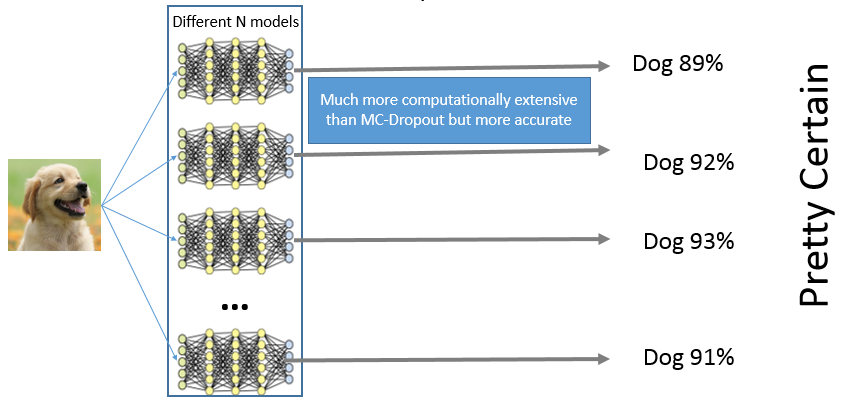 Different N models
Dog 89%
Much more computationally extensive
than MC-Dropout but more accurate
Dog 92%
Dog 93%
...
Dog 91%
Pretty Certain